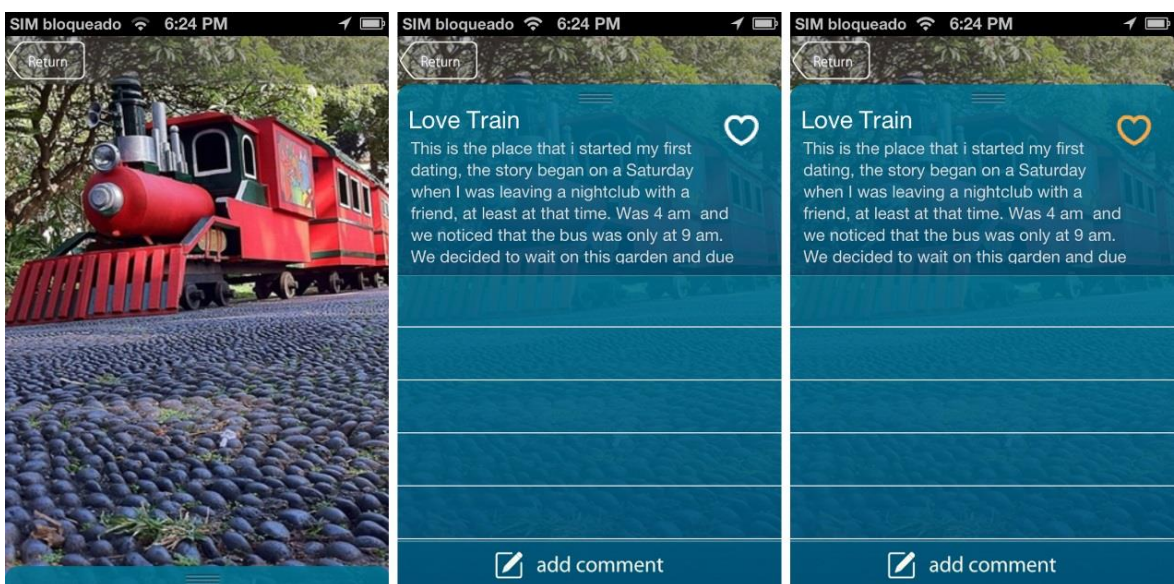 SIM bloqueado 6:24 PM
Return
SIM bloqueado 6:24 PM
Return
Love Train
This is the place that i started my first
dating, the story began on a Saturday
when I was leaving a nightclub with a
friend, at least at that time. Was 4 am and
we noticed that the bus was only at 9 am.
We decided to wait on this garden and due
add comment
SIM bloqueado 6:24 PM
Return
Love Train
This is the place that i started my first
dating, the story began on a Saturday
when I was leaving a nightclub with a
friend, at least at that time. Was 4 am and
we noticed that the bus was only at 9 am.
We decided to wait on this garden and due
add comment